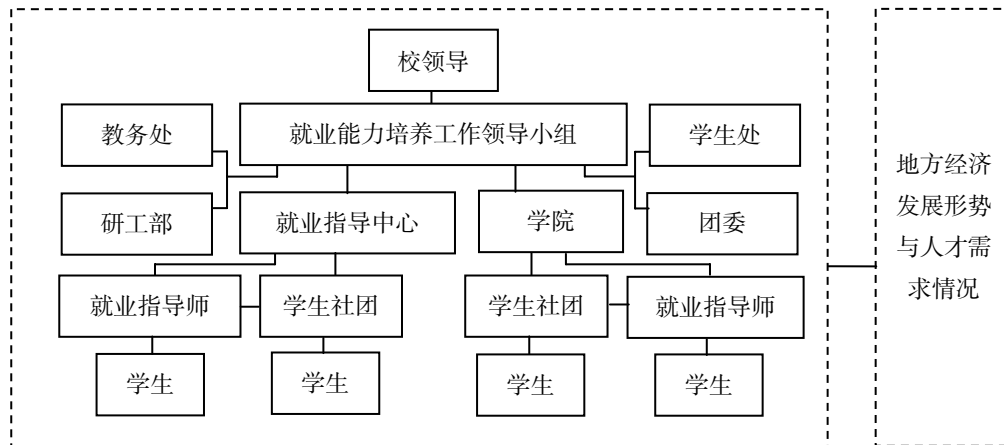 校领导
教务处
就业能力培养工作领导小组
学生处
研工部
就业指导中心
学院
团委
就业指导师
学生社团
学生社团
就业指导师
学生
学生
学生
学生
地方经济
发展形势
与人才需
求情况